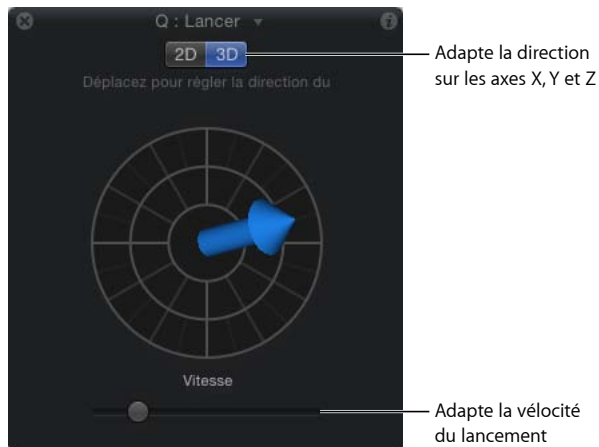 Q : Lancer
2D 3D
Déplacez pour régler la direction du
Adapte la direction
sur les axes X, Y et Z
Vitesse
Adapte la vélocité
du lancement